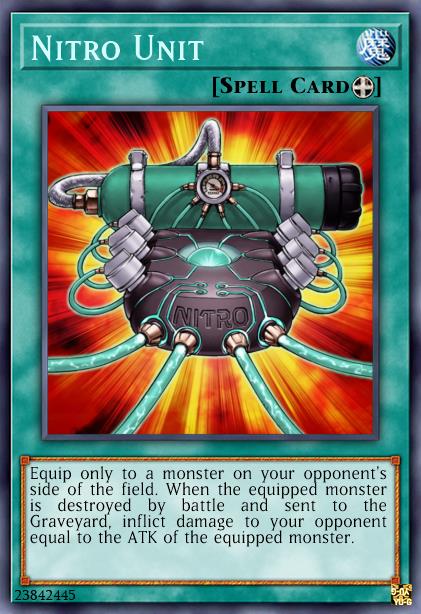 NITRO UNIT
[SPELL CARD]
NITRO
Equip only to a monster on your opponent's
side of the field. When the equipped monster
is destroyed by battle and sent to the
Graveyard, inflict damage to your opponent
equal to the ATK of the equipped monster.
23842445